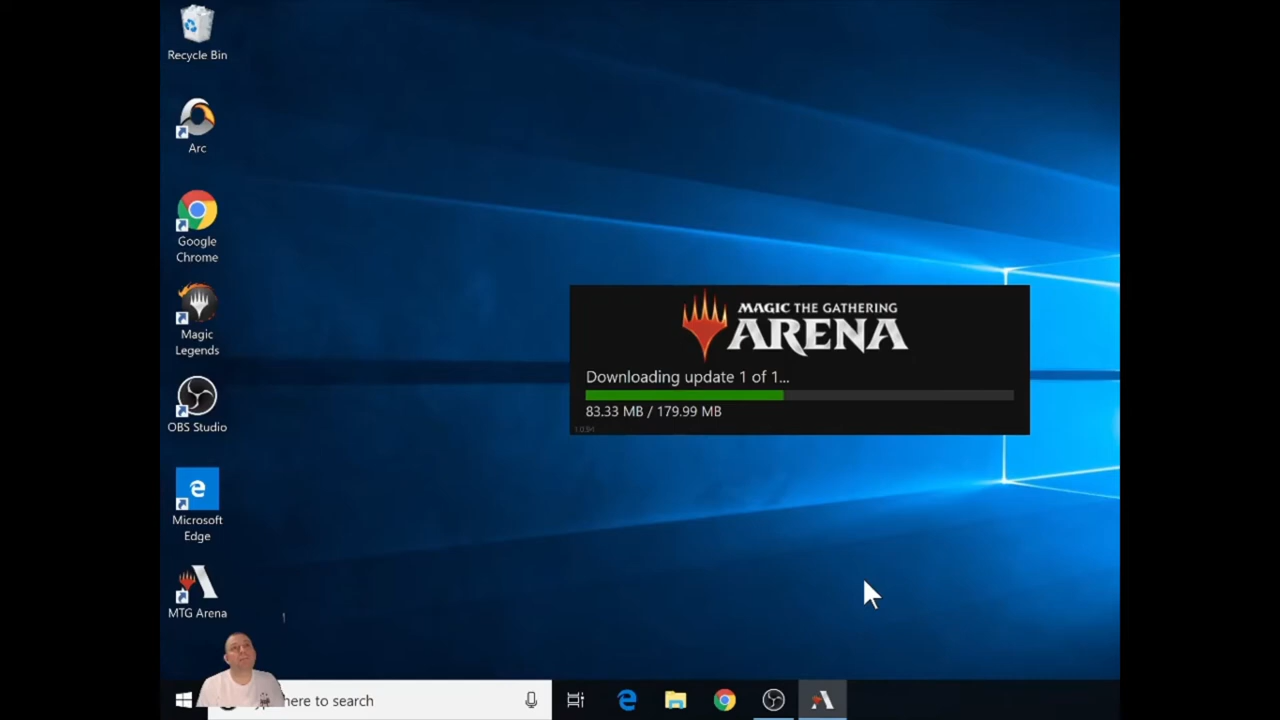 Recycle Bin
Arc
Google
Chrome
Magic
Legends
OBS Studio
Microsoft
Edge
MTG Arena
MAGIC THE GATHERING
ARENA
Downloading update 1 of 1...
83.33 MB / 179.99 MB
here to search